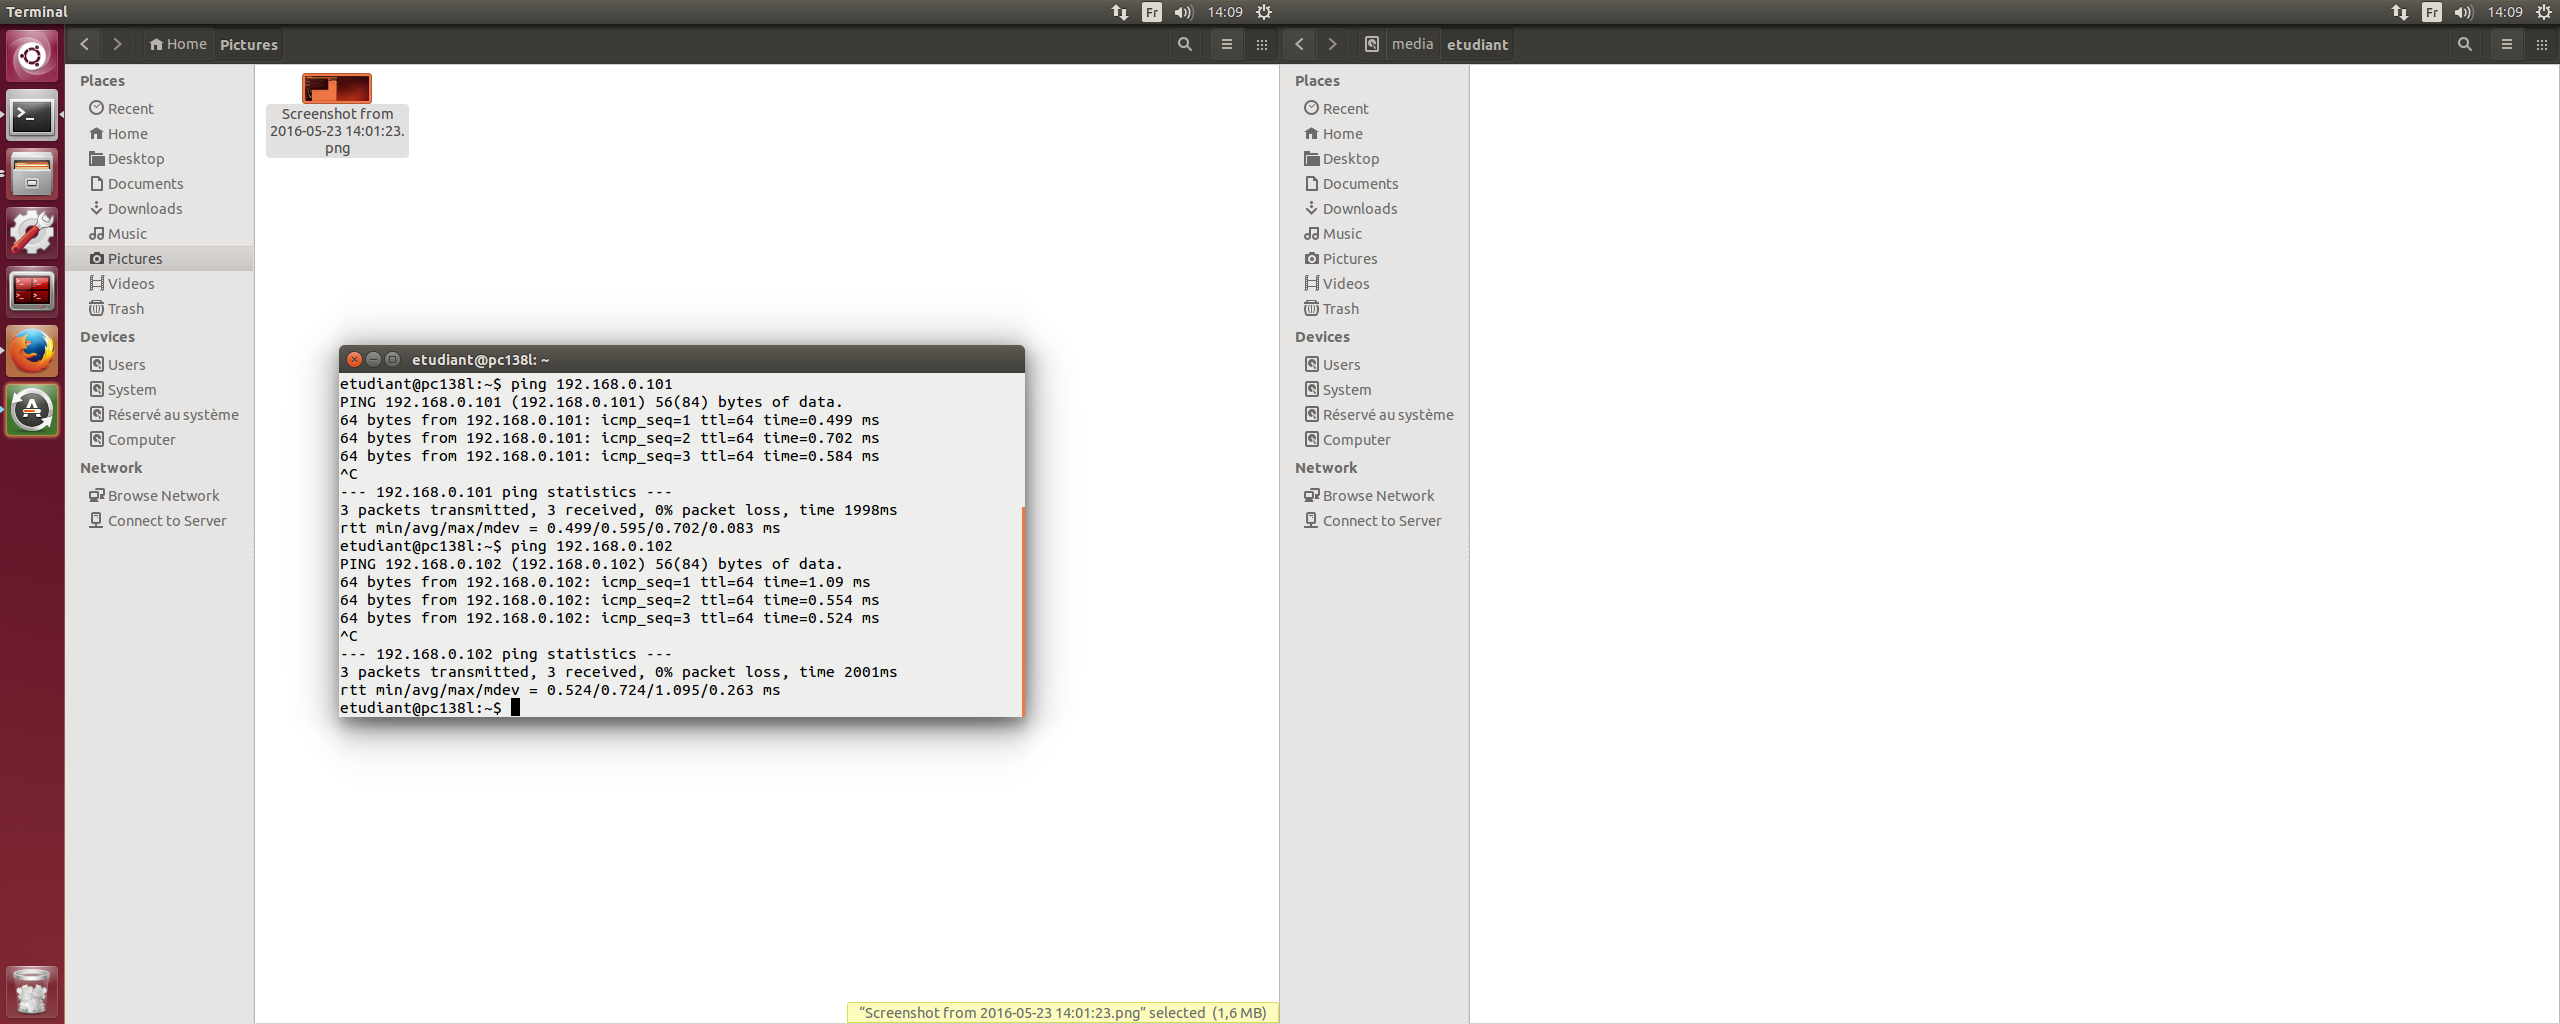 Terminal
Fr
14:09
Fr
14:09
Home
Pictures
media
etudiant
Places
Recent
Home
Desktop
Documents
Downloads
Music
Pictures
Videos
Trash
Devices
Users
System
Réservé au système
Computer
Network
Browse Network
Connect to Server
Screenshot from
2016-05-23 14:01:23.
png
etudiant@pc138l: ~
etudiant@pc138l:~$ ping 192.168.0.101
PING 192.168.0.101 (192.168.0.101) 56(84) bytes of data.
64 bytes from 192.168.0.101: icmp_seq=1 ttl=64 time=0.499 ms
64 bytes from 192.168.0.101: icmp_seq=2 ttl=64 time=0.702 ms
64 bytes from 192.168.0.101: icmp_seq=3 ttl=64 time=0.584 ms
^C
--- 192.168.0.101 ping statistics ---
3 packets transmitted, 3 received, 0% packet loss, time 1998ms
rtt min/avg/max/mdev = 0.499/0.595/0.702/0.083 ms
etudiant@pc138l:~$ ping 192.168.0.102
PING 192.168.0.102 (192.168.0.102) 56(84) bytes of data.
64 bytes from 192.168.0.102: icmp_seq=1 ttl=64 time=1.09 ms
64 bytes from 192.168.0.102: icmp_seq=2 ttl=64 time=0.554 ms
64 bytes from 192.168.0.102: icmp_seq=3 ttl=64 time=0.524 ms
^C
--- 192.168.0.102 ping statistics ---
3 packets transmitted, 3 received, 0% packet loss, time 2001ms
rtt min/avg/max/mdev = 0.524/0.724/1.095/0.263 ms
etudiant@pc138l:~$
“Screenshot from 2016-05-23 14:01:23.png” selected (1,6 MB)
Places
Recent
Home
Desktop
Documents
Downloads
Music
Pictures
Videos
Trash
Devices
Users
System
Réservé au système
Computer
Network
Browse Network
Connect to Server